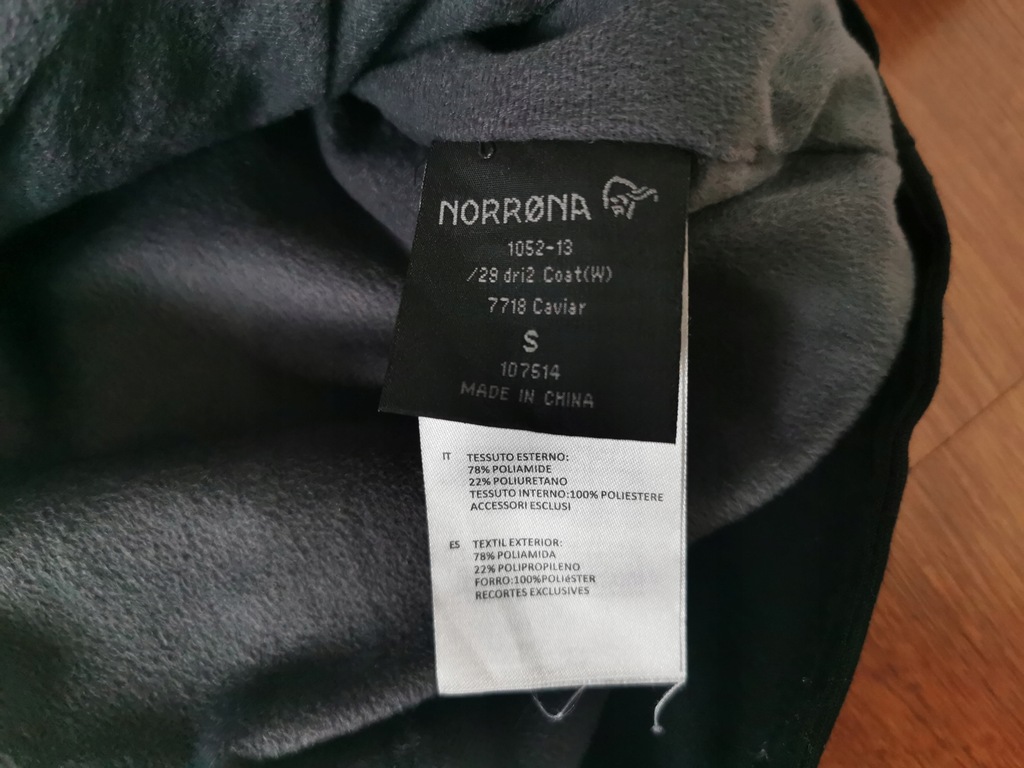 NORRØNA
1052-13
/29 dri2 Coat(W)
7718 Caviar
S
107514
MADE IN CHINA
IT TESSUTO ESTERNO:
78% POLIAMIDE
22% POLIURETANO
TESSUTO INTERNO:100% POLIESTERE
ACCESSORI ESCLUSI
ES TEXTIL EXTERIOR:
78% POLIAMIDA
22% POLIPROPILENO
FORRO:100%POLIéSTER
RECORTES EXCLUSIVES